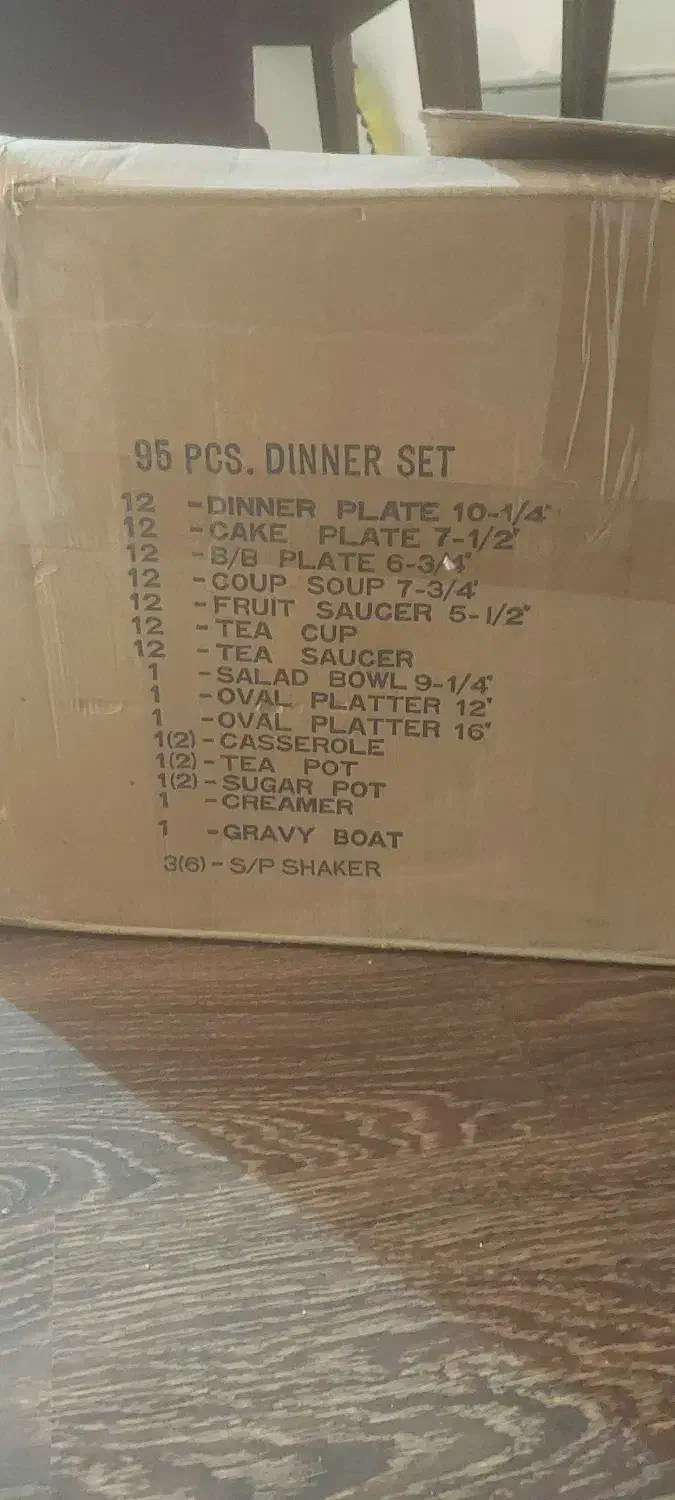 95 PCS. DINNER SET
12 - DINNER PLATE 10-1/4"
12 - CAKE PLATE 7-1/2"
12 - B/B PLATE 6-3/4"
12 - COUP SOUP 7-3/4"
12 - FRUIT SAUCER 5-1/2"
12 - TEA CUP
12 - TEA SAUCER
1 - SALAD BOWL 9-1/4"
1 - OVAL PLATTER 12"
1 - OVAL PLATTER 16"
1(2) - CASSEROLE
1(2) - TEA POT
1(2) - SUGAR POT
1 - CREAMER
1 - GRAVY BOAT
3(6) - S/P SHAKER